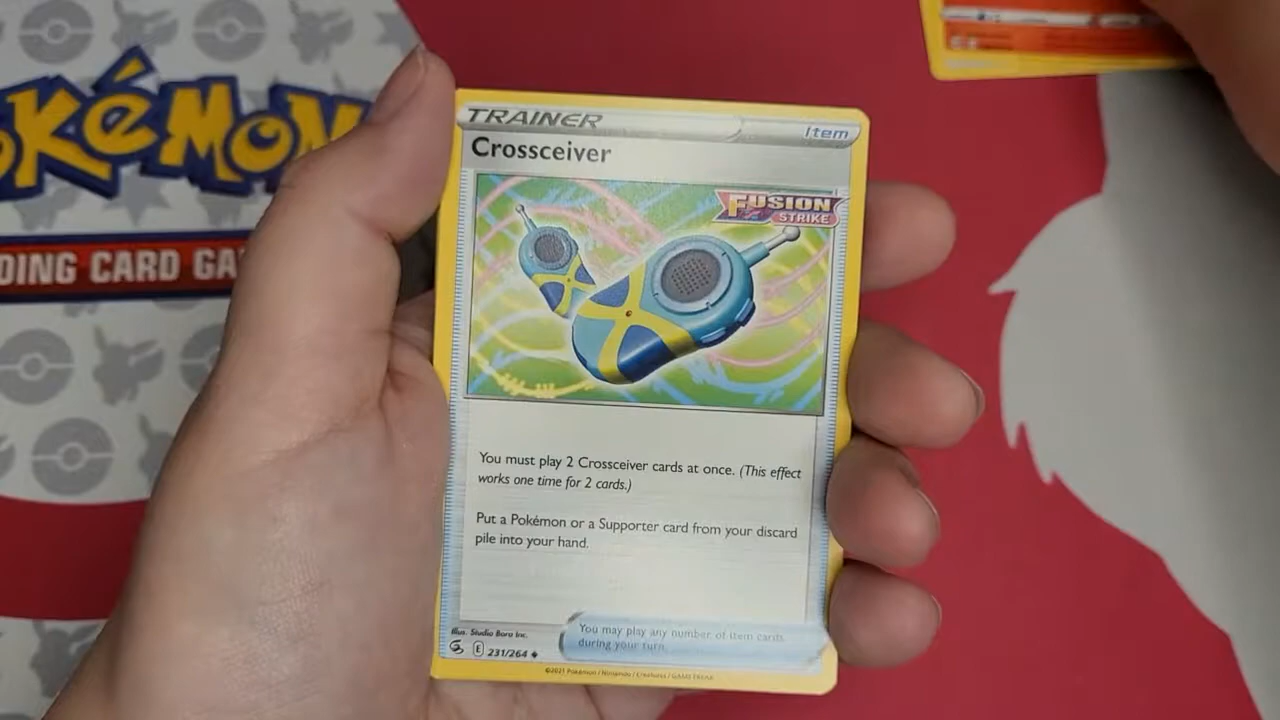 POKÉMON
DING CARD GA
TRAINER
Item
Crossceiver
FUSION
STRIKE
You must play 2 Crossceiver cards at once. (This effect
works one time for 2 cards.)
Put a Pokémon or a Supporter card from your discard
pile into your hand.
Illus. Studio Bora Inc.
You may play any number of item cards
during your turn.
E 231/264
©2021 Pokémon / Nintendo / Creatures / GAME FREAK